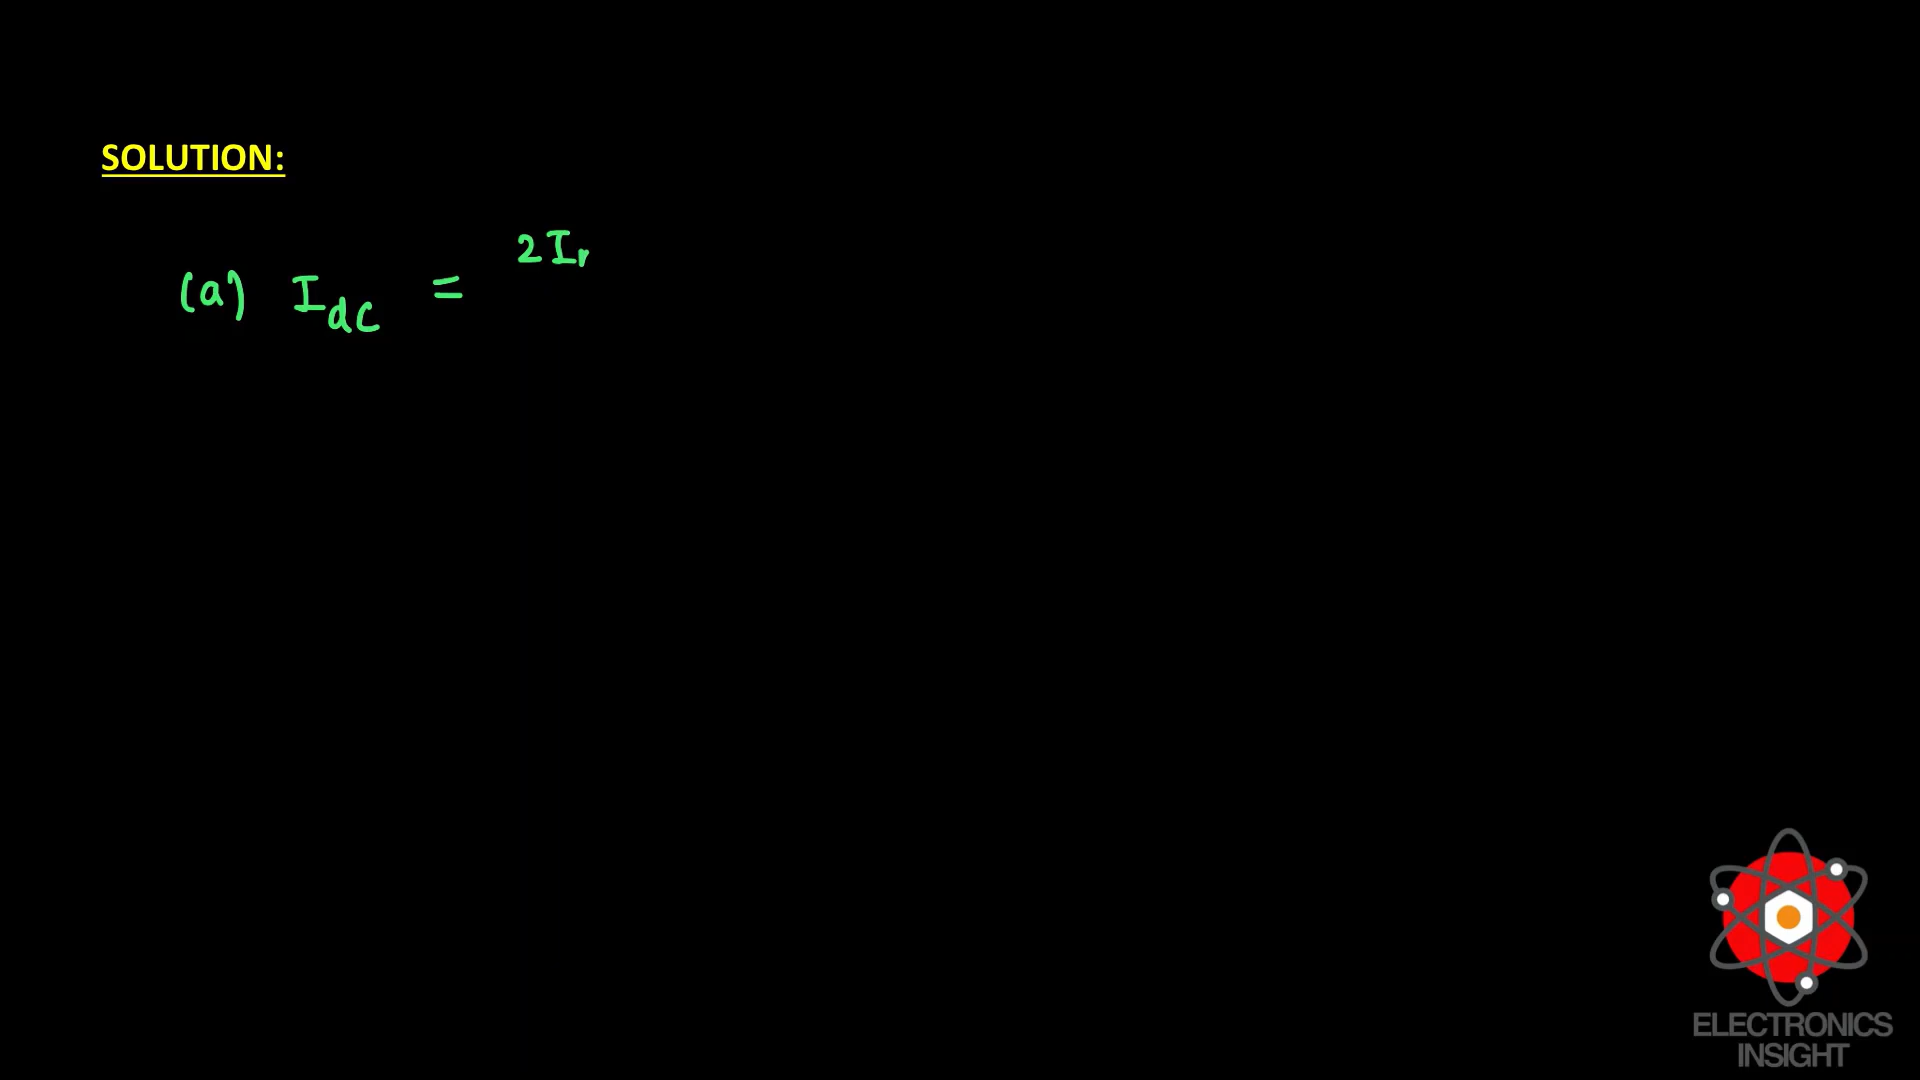 SOLUTION:
2Ir
(a) Idc =
ELECTRONICS
INSIGHT